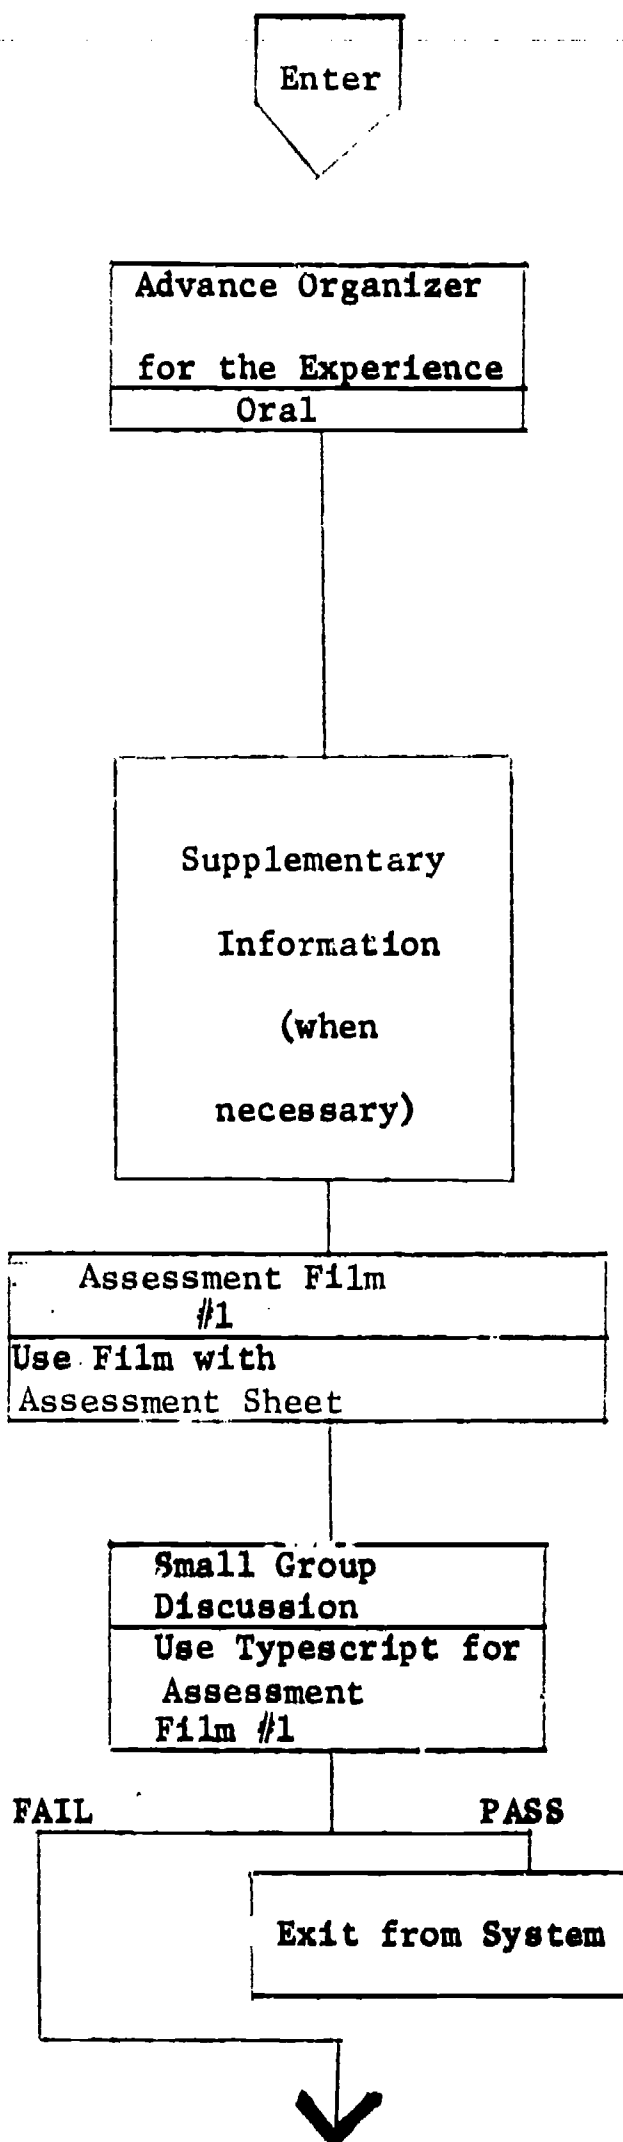 Enter
Advance Organizer
for the Experience
Oral
Supplementary
Information
(when
necessary)
Assessment Film
#1
Use Film with
Assessment Sheet
Small Group
Discussion
Use Typescript for
Assessment
Film #1
FAIL PASS
Exit from System